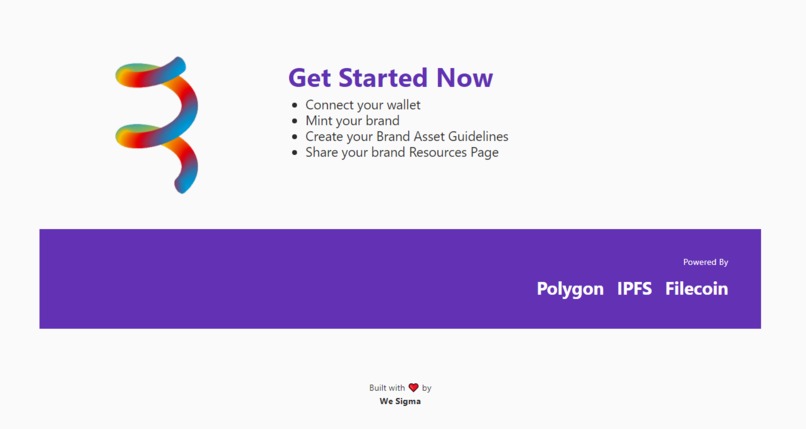 Get Started Now
Connect your wallet
Mint your brand
Create your Brand Asset Guidelines
Share your brand Resources Page
Powered By
Polygon IPFS Filecoin
Built with ❤️ by
We Sigma